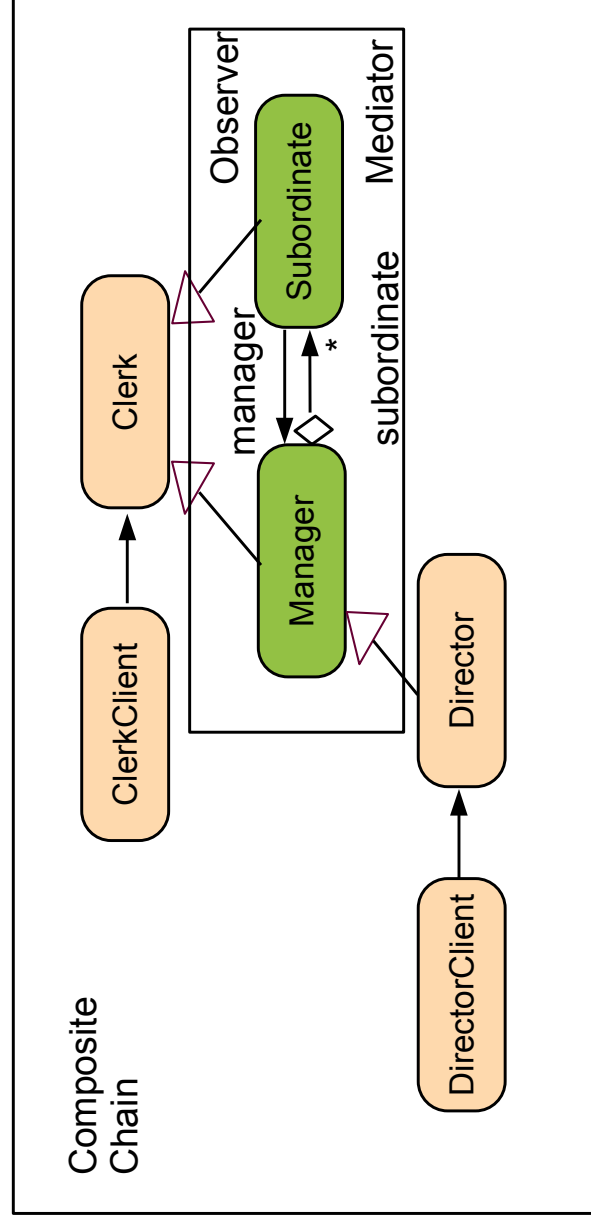 Composite
Chain
ClerkClient
Clerk
Observer
manager
Manager
Subordinate
*
subordinate
Mediator
DirectorClient
Director